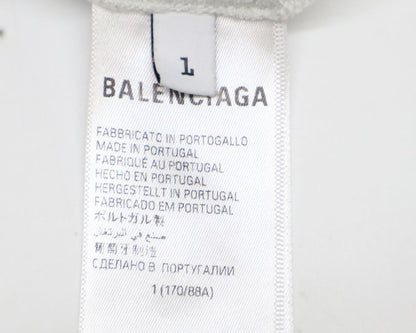 1
BALENCIAGA
FABBRICATO IN PORTOGALLO
MADE IN PORTUGAL
FABRIQUÉ AU PORTUGAL
HECHO EN PORTUGAL
HERGESTELLT IN PORTUGAL
FABRICADO EM PORTUGAL
ポルトガル製
صنع في البرتغال
葡萄牙制造
СДЕЛАНО В ПОРТУГАЛИИ
1 (170/88A)